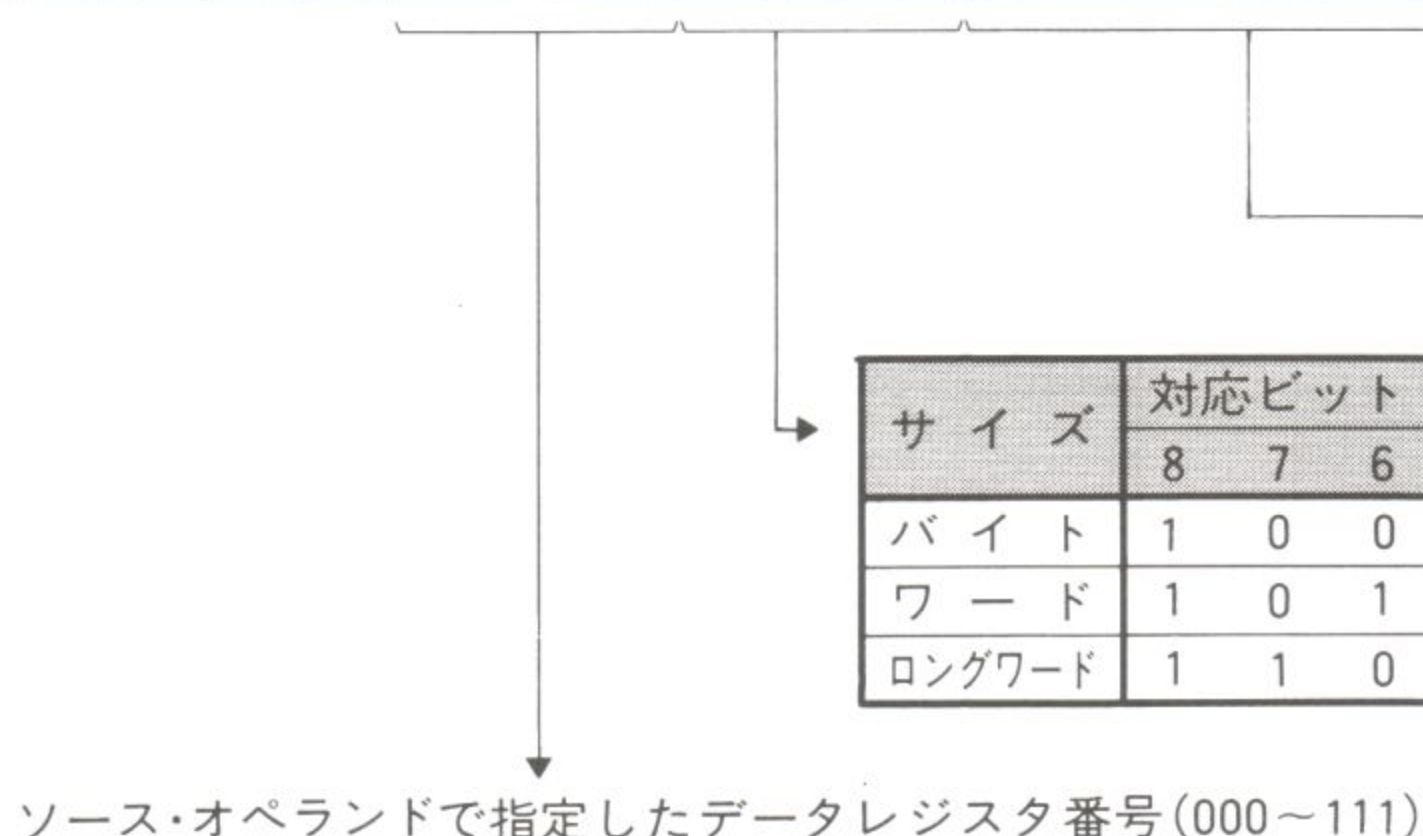 対応ビット
サイズ
8 7 6
バイト 1 0 0
ワード 1 0 1
ロングワード 1 1 0
ソース・オペランドで指定したデータレジスタ番号(000～111)